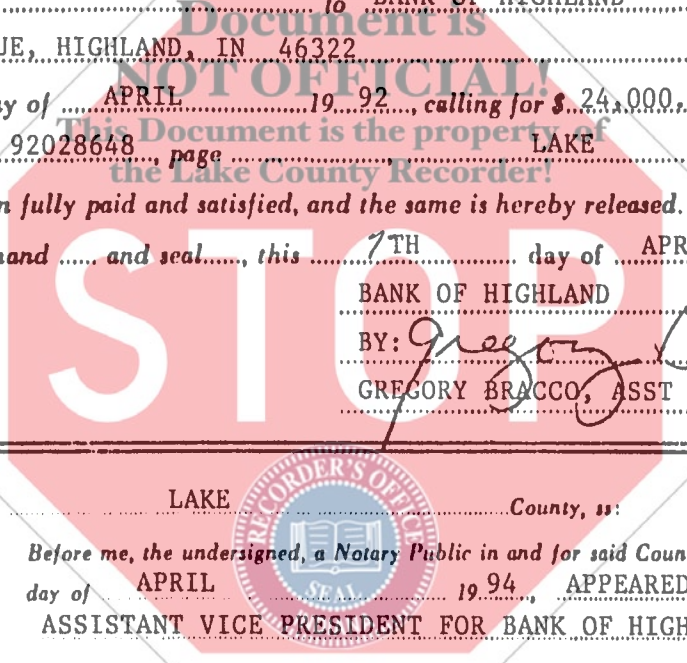 Document is
to BANK OF HIGHLAND
UE, HIGHLAND, IN 46322
NOT OFFICIAL!
y of APRIL 19 92, calling for $ 24,000.
This Document is the property of
92028648, page LAKE
the Lake County Recorder!
n fully paid and satisfied, and the same is hereby released.
STOP
and and seal, this 7TH day of APR
BANK OF HIGHLAND
BY: Gregory
GREGORY BRACCO, ASST
RECORDER'S OFFICE
LAKE County, ss:
Before me, the undersigned, a Notary Public in and for said Coun
SEAL
day of APRIL 19 94, APPEARED
ASSISTANT VICE PRESIDENT FOR BANK OF HIGH